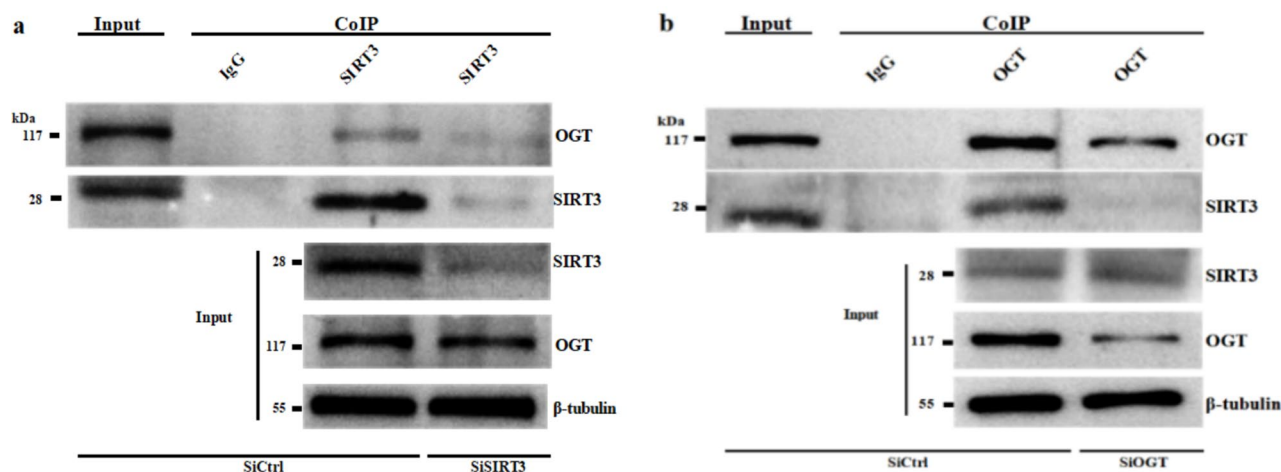 a
Input CoIP
IgG SIRT3 SIRT3
kDa
117 OGT
28 SIRT3
28 SIRT3
Input
117 OGT
55 β-tubulin
SiCtrl SiSIRT3
b
Input CoIP
IgG OGT OGT
kDa
117 OGT
28 SIRT3
28 SIRT3
Input
117 OGT
55 β-tubulin
SiCtrl SiOGT